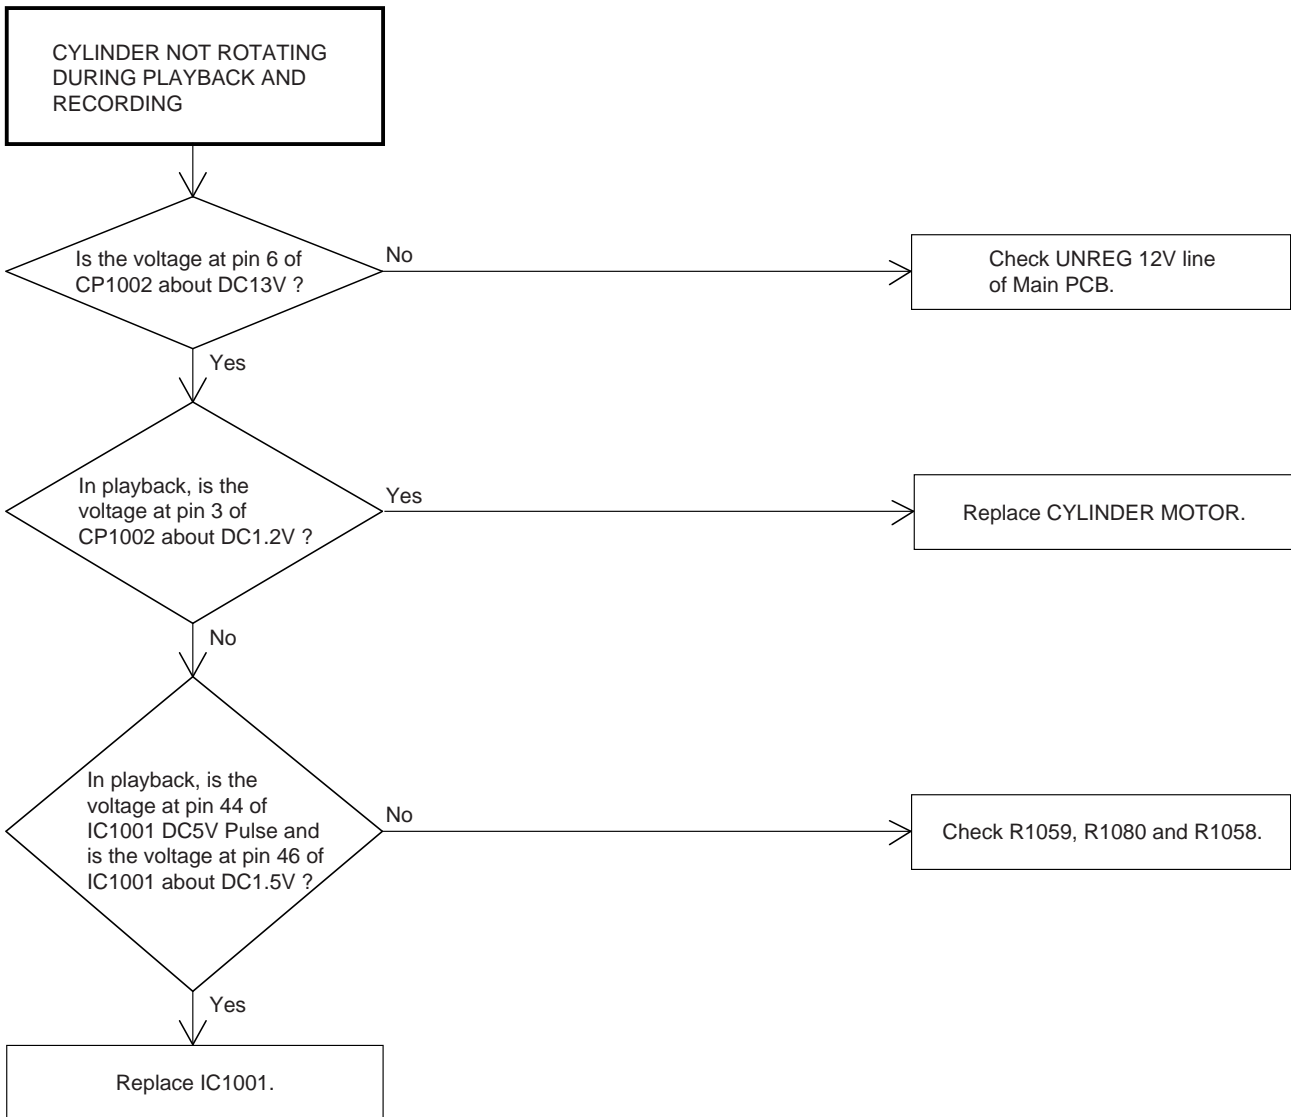 CYLINDER NOT ROTATING
DURING PLAYBACK AND
RECORDING
Is the voltage at pin 6 of
CP1002 about DC13V ?
No
Check UNREG 12V line
of Main PCB.
Yes
In playback, is the
voltage at pin 3 of
CP1002 about DC1.2V ?
Yes
Replace CYLINDER MOTOR.
No
In playback, is the
voltage at pin 44 of
IC1001 DC5V Pulse and
is the voltage at pin 46 of
IC1001 about DC1.5V ?
No
Check R1059, R1080 and R1058.
Yes
Replace IC1001.